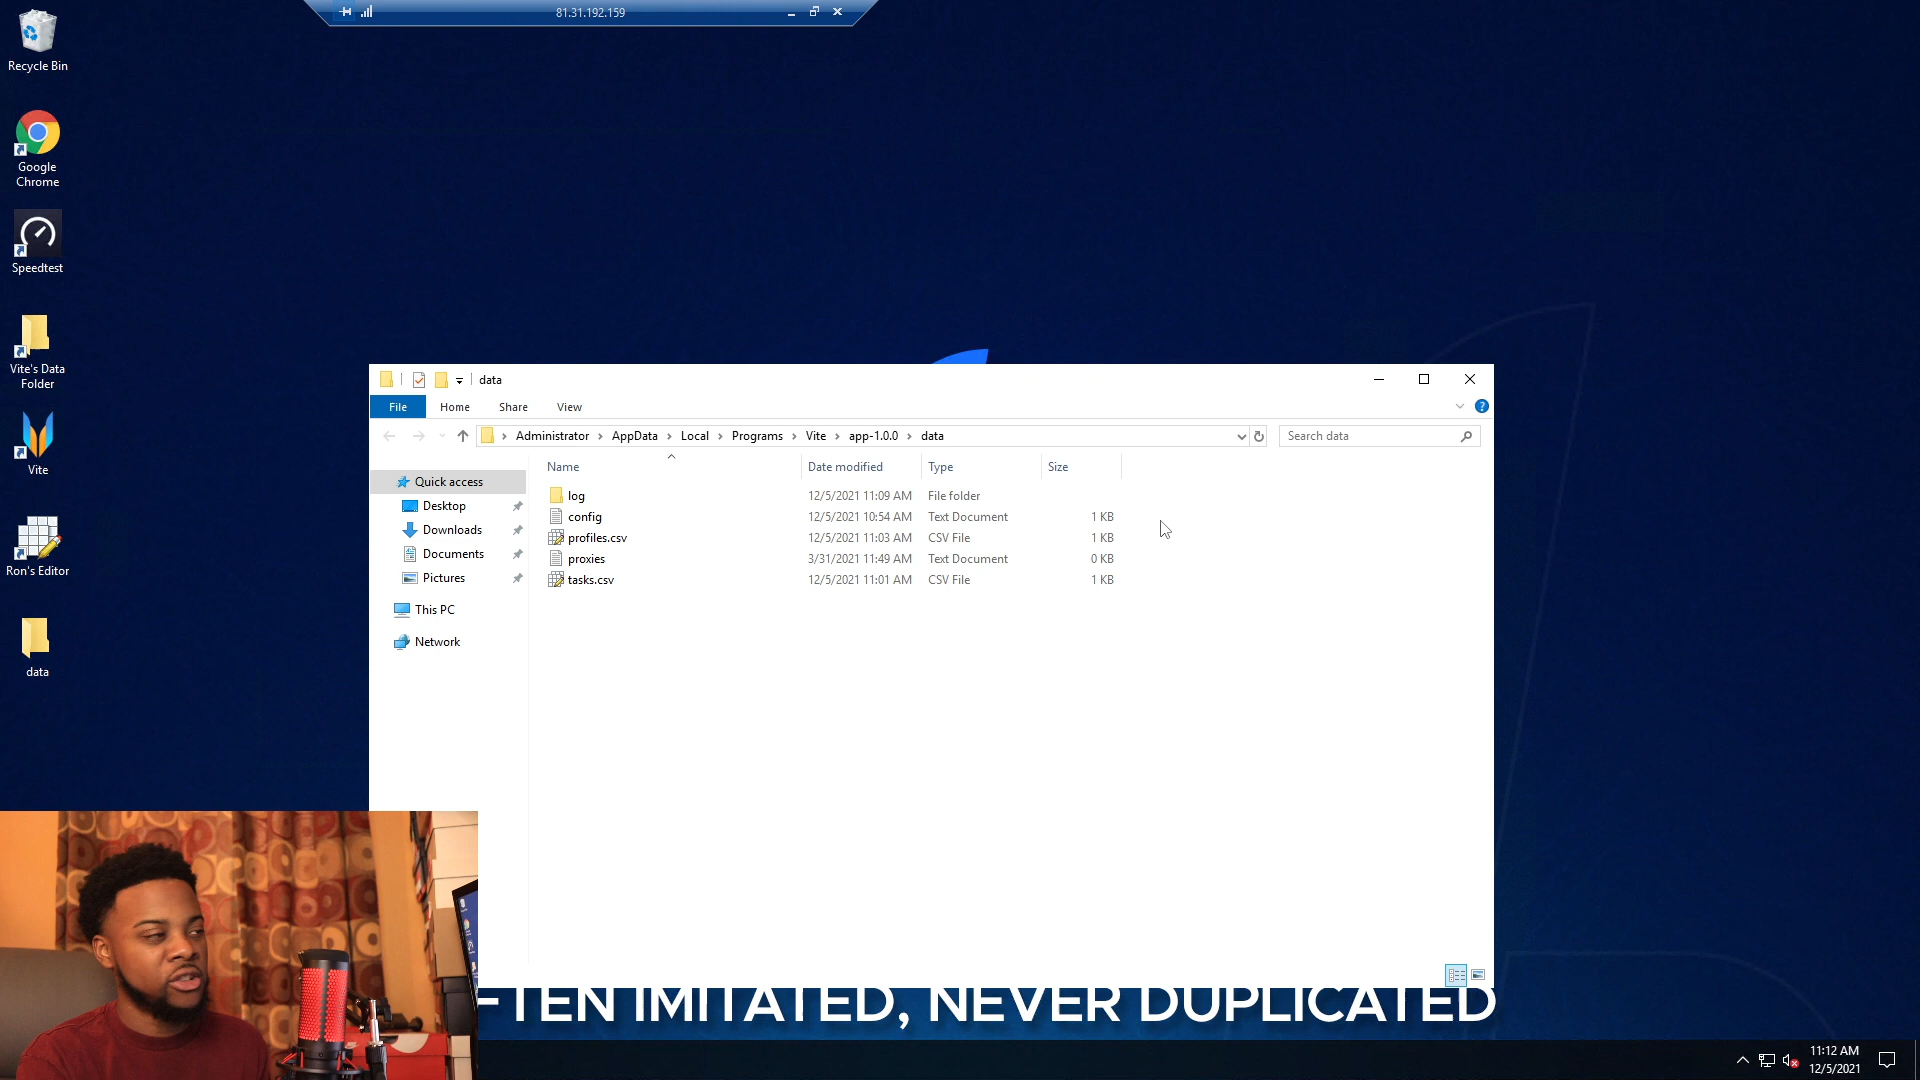 81.31.192.159
Recycle Bin
Google
Chrome
Speedtest
Vite's Data
Folder
Vite
Ron's Editor
data
data
File Home Share View
Administrator AppData Local Programs Vite app-1.0.0 data
Search data
Name Date modified Type Size
Quick access
Desktop
Downloads
Documents
Pictures
This PC
Network
log 12/5/2021 11:09 AM File folder
config 12/5/2021 10:54 AM Text Document 1 KB
profiles.csv 12/5/2021 11:03 AM CSV File 1 KB
proxies 3/31/2021 11:49 AM Text Document 0 KB
tasks.csv 12/5/2021 11:01 AM CSV File 1 KB
FTEN IMITATED, NEVER DUPLICATED
11:12 AM
12/5/2021